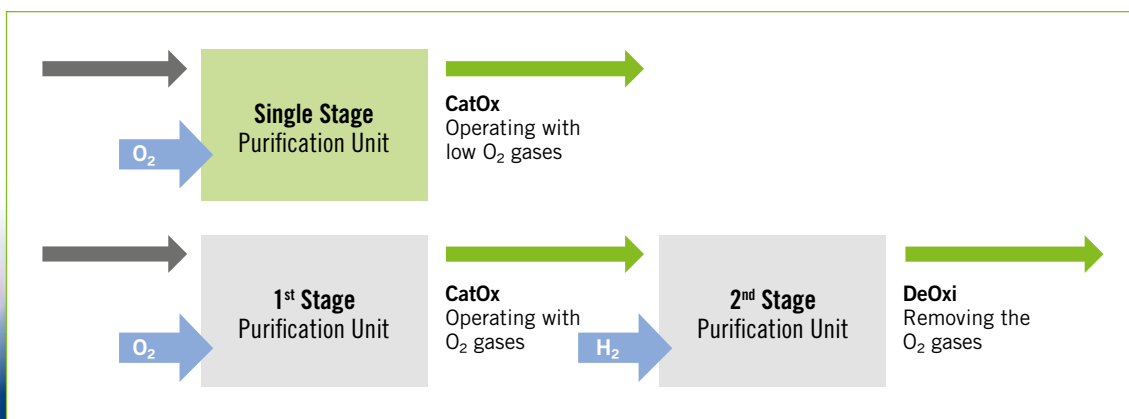 Single Stage
Purification Unit
O₂
CatOx
Operating with
low O₂ gases
1st Stage
Purification Unit
O₂
CatOx
Operating with
O₂ gases
H₂
2nd Stage
Purification Unit
DeOxi
Removing the
O₂ gases